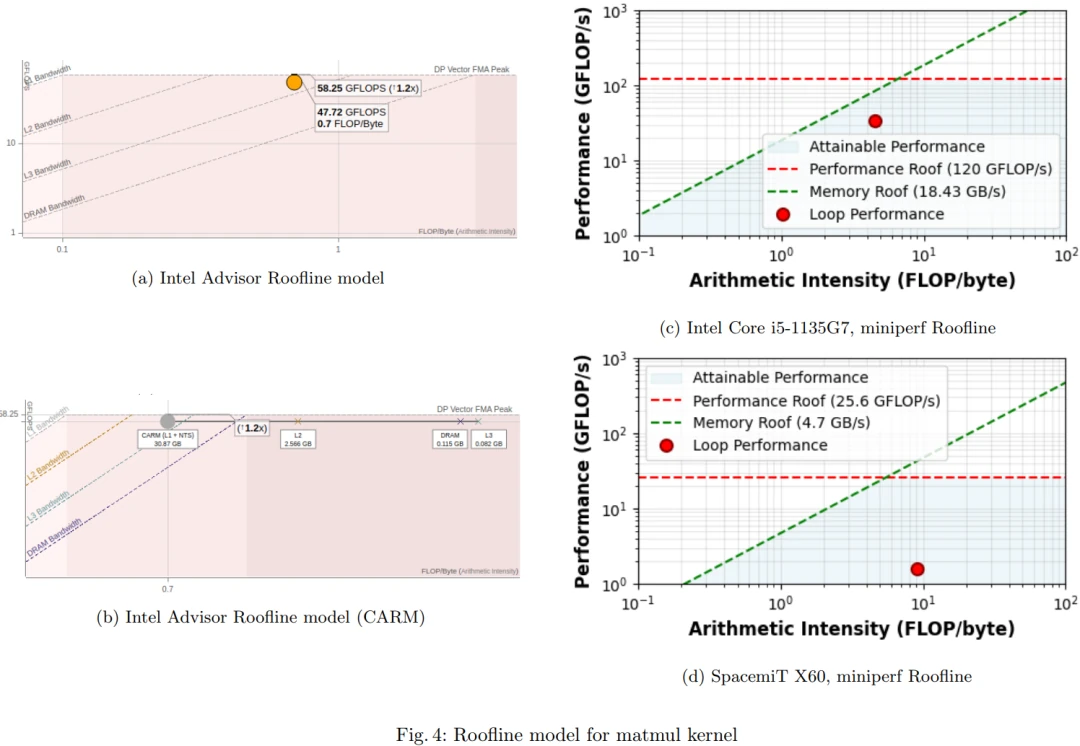 GFLOPS
L1 Bandwidth
DP Vector FMA Peak
58.25 GFLOPS (↑1.2x)
47.72 GFLOPS
0.7 FLOP/Byte
L2 Bandwidth
10
L3 Bandwidth
DRAM Bandwidth
1
FLOP/Byte (Arithmetic Intensity)
0.1
1
(a) Intel Advisor Roofline model
58.25
GFLOPS
L1 Bandwidth
DP Vector FMA Peak
(↑1.2x)
CARM (L1 + NTS)
30.87 GB
L2
2.566 GB
DRAM
0.115 GB
L3
0.082 GB
L2 Bandwidth
L3 Bandwidth
DRAM Bandwidth
FLOP/Byte (Arithmetic Intensity)
0.7
(b) Intel Advisor Roofline model (CARM)
Performance (GFLOP/s)
10³
10²
10¹
10⁰
Attainable Performance
Performance Roof (120 GFLOP/s)
Memory Roof (18.43 GB/s)
Loop Performance
10⁻¹
10⁰
10¹
10²
Arithmetic Intensity (FLOP/byte)
(c) Intel Core i5-1135G7, miniperf Roofline
Performance (GFLOP/s)
10³
10²
10¹
10⁰
Attainable Performance
Performance Roof (25.6 GFLOP/s)
Memory Roof (4.7 GB/s)
Loop Performance
10⁻¹
10⁰
10¹
10²
Arithmetic Intensity (FLOP/byte)
(d) SpacemiT X60, miniperf Roofline
Fig. 4: Roofline model for matmul kernel